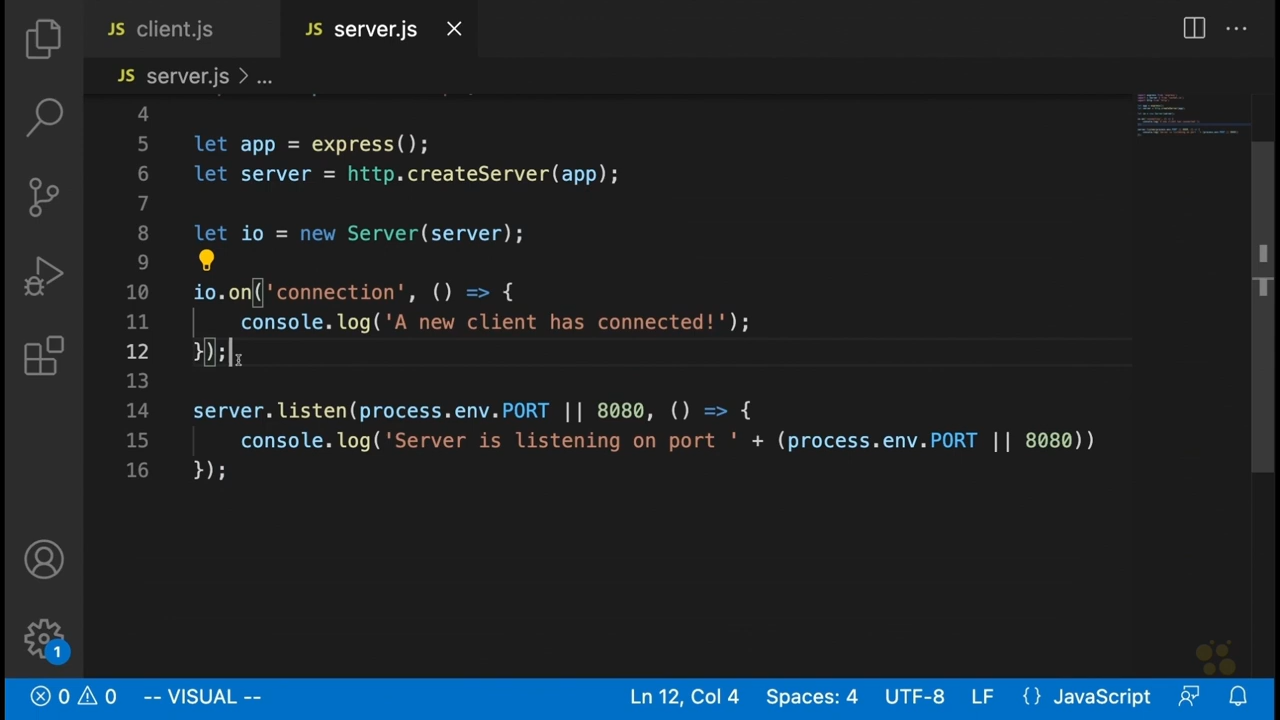 JS client.js JS server.js
JS server.js > ...
4
5 let app = express();
6 let server = http.createServer(app);
7
8 let io = new Server(server);
9
10 io.on('connection', () => {
11 console.log('A new client has connected!');
12 });
13
14 server.listen(process.env.PORT || 8080, () => {
15 console.log('Server is listening on port ' + (process.env.PORT || 8080))
16 });
1
0 0 -- VISUAL -- Ln 12, Col 4 Spaces: 4 UTF-8 LF {} JavaScript